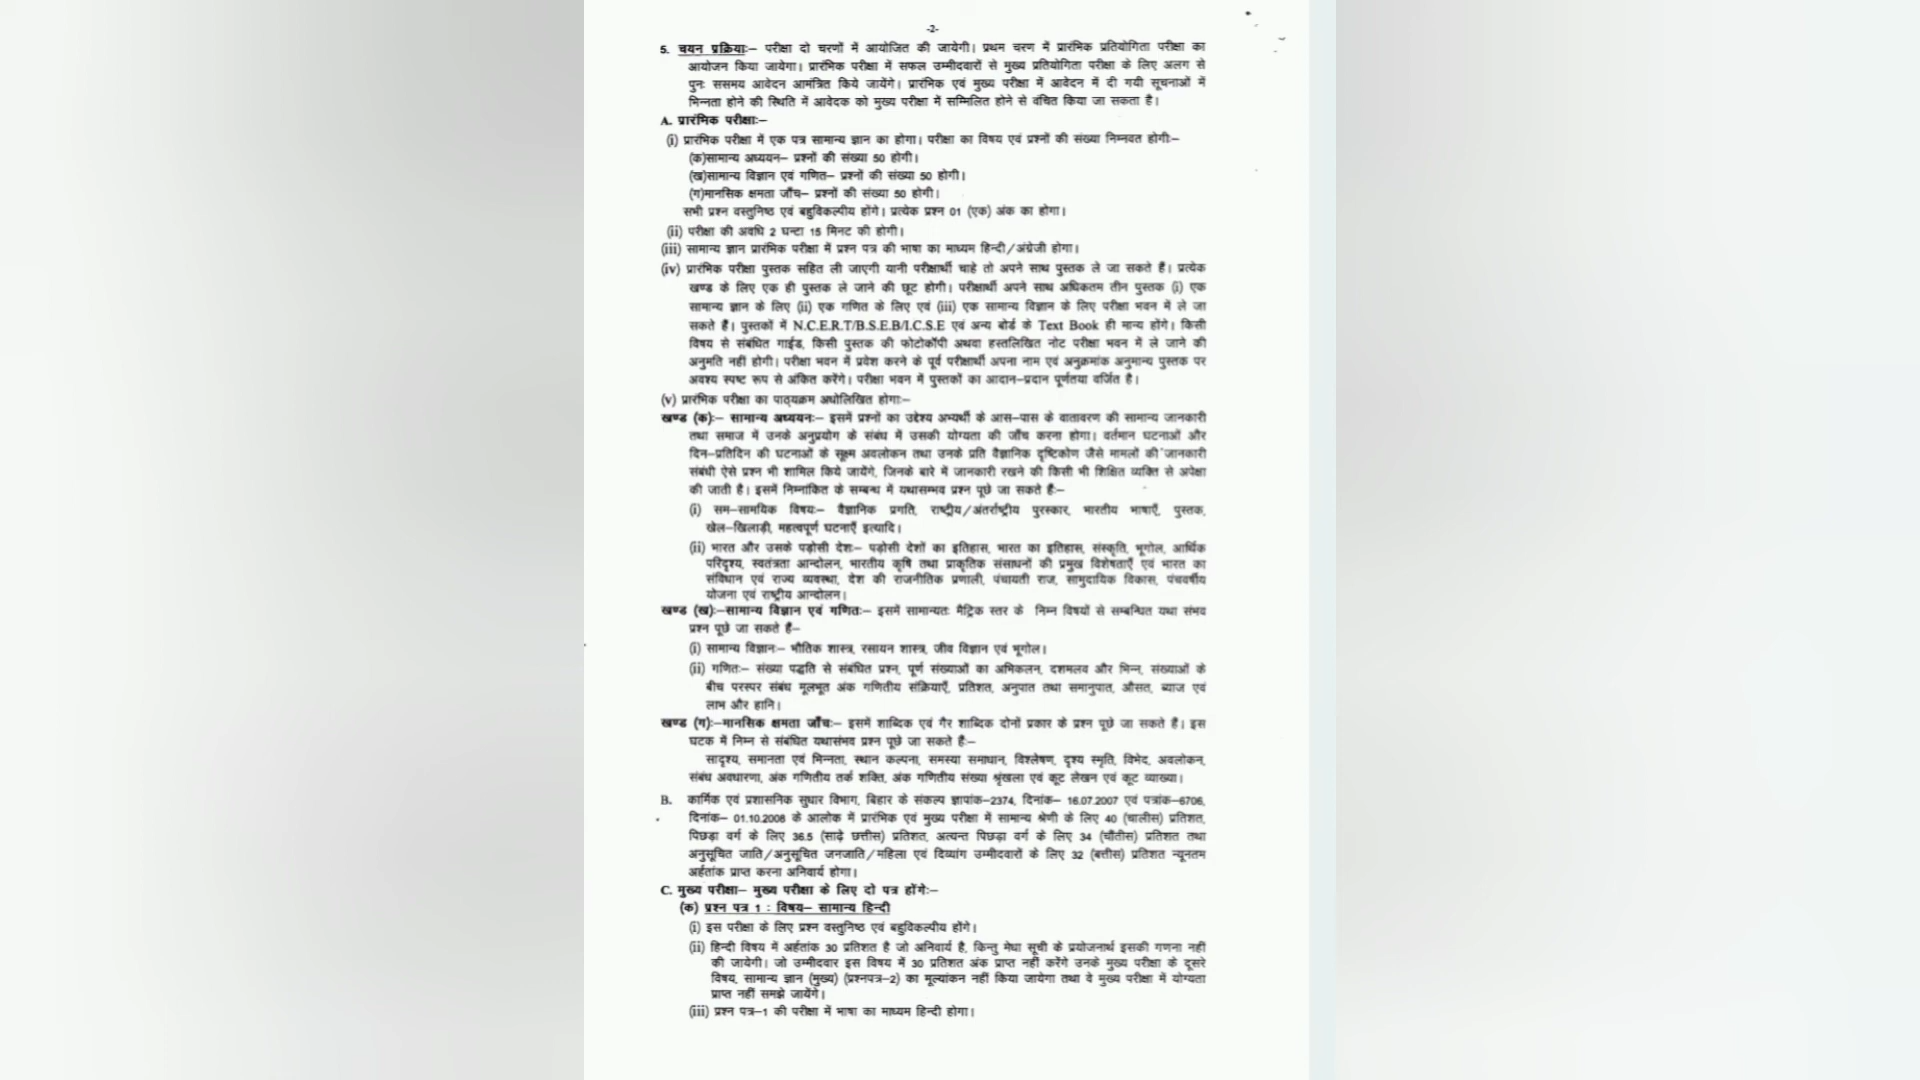 -2-
5. चयन प्रक्रियाः– परीक्षा दो चरणों में आयोजित की जायेगी। प्रथम चरण में प्रारंभिक प्रतियोगिता परीक्षा का
आयोजन किया जायेगा। प्रारंभिक परीक्षा में सफल उम्मीदवारों से मुख्य प्रतियोगिता परीक्षा के लिए अलग से
पुनः ससमय आवेदन आमंत्रित किये जायेंगे। प्रारंभिक एवं मुख्य परीक्षा में आवेदन में दी गयी सूचनाओं में
भिन्नता होने की स्थिति में आवेदक को मुख्य परीक्षा में सम्मिलित होने से वंचित किया जा सकता है।
A. प्रारंभिक परीक्षाः–
(i) प्रारंभिक परीक्षा में एक पत्र सामान्य ज्ञान का होगा। परीक्षा का विषय एवं प्रश्नों की संख्या निम्नवत होगीः–
(क)सामान्य अध्ययन– प्रश्नों की संख्या 50 होगी।
(ख)सामान्य विज्ञान एवं गणित– प्रश्नों की संख्या 50 होगी।
(ग)मानसिक क्षमता जाँच– प्रश्नों की संख्या 50 होगी।
सभी प्रश्न वस्तुनिष्ठ एवं बहुविकल्पीय होंगे। प्रत्येक प्रश्न 01 (एक) अंक का होगा।
(ii) परीक्षा की अवधि 2 घन्टा 15 मिनट की होगी।
(iii) सामान्य ज्ञान प्रारंभिक परीक्षा में प्रश्न पत्र की भाषा का माध्यम हिन्दी/अंग्रेजी होगा।
(iv) प्रारंभिक परीक्षा पुस्तक सहित ली जाएगी यानी परीक्षार्थी चाहे तो अपने साथ पुस्तक ले जा सकते हैं। प्रत्येक
खण्ड के लिए एक ही पुस्तक ले जाने की छूट होगी। परीक्षार्थी अपने साथ अधिकतम तीन पुस्तक (i) एक
सामान्य ज्ञान के लिए (ii) एक गणित के लिए एवं (iii) एक सामान्य विज्ञान के लिए परीक्षा भवन में ले जा
सकते हैं। पुस्तकों में N.C.E.R.T/B.S.E.B/I.C.S.E एवं अन्य बोर्ड के Text Book ही मान्य होंगे। किसी
विषय से संबंधित गाईड, किसी पुस्तक की फोटोकॉपी अथवा हस्तलिखित नोट परीक्षा भवन में ले जाने की
अनुमति नहीं होगी। परीक्षा भवन में प्रवेश करने के पूर्व परीक्षार्थी अपना नाम एवं अनुक्रमांक अनुमान्य पुस्तक पर
अवश्य स्पष्ट रूप से अंकित करेंगे। परीक्षा भवन में पुस्तकों का आदान–प्रदान पूर्णतया वर्जित है।
(v) प्रारंभिक परीक्षा का पाठ्यक्रम अधोलिखित होगाः–
खण्ड (क):– सामान्य अध्ययनः– इसमें प्रश्नों का उद्देश्य अभ्यर्थी के आस–पास के वातावरण की सामान्य जानकारी
तथा समाज में उनके अनुप्रयोग के संबंध में उसकी योग्यता की जाँच करना होगा। वर्तमान घटनाओं और
दिन–प्रतिदिन की घटनाओं के सूक्ष्म अवलोकन तथा उनके प्रति वैज्ञानिक दृष्टिकोण जैसे मामलों की जानकारी
संबंधी ऐसे प्रश्न भी शामिल किये जायेंगे, जिनके बारे में जानकारी रखने की किसी भी शिक्षित व्यक्ति से अपेक्षा
की जाती है। इसमें निम्नांकित के सम्बन्ध में यथासम्भव प्रश्न पूछे जा सकते हैः–
(i) सम–सामयिक विषयः– वैज्ञानिक प्रगति, राष्ट्रीय/अंतर्राष्ट्रीय पुरस्कार, भारतीय भाषाएँ, पुस्तक,
खेल–खिलाड़ी, महत्वपूर्ण घटनाएँ इत्यादि।
(ii) भारत और उसके पड़ोसी देशः– पड़ोसी देशों का इतिहास, भारत का इतिहास, संस्कृति, भूगोल, आर्थिक
परिदृश्य, स्वतंत्रता आन्दोलन, भारतीय कृषि तथा प्राकृतिक संसाधनों की प्रमुख विशेषताएँ एवं भारत का
संविधान एवं राज्य व्यवस्था, देश की राजनीतिक प्रणाली, पंचायती राज, सामुदायिक विकास, पंचवर्षीय
योजना एवं राष्ट्रीय आन्दोलन।
खण्ड (ख):–सामान्य विज्ञान एवं गणितः– इसमें सामान्यतः मैट्रिक स्तर के निम्न विषयों से सम्बन्धित यथा संभव
प्रश्न पूछे जा सकते हैं–
(i) सामान्य विज्ञानः– भौतिक शास्त्र, रसायन शास्त्र, जीव विज्ञान एवं भूगोल।
(ii) गणितः– संख्या पद्धति से संबंधित प्रश्न, पूर्ण संख्याओं का अभिकलन, दशमलव और भिन्न, संख्याओं के
बीच परस्पर संबंध मूलभूत अंक गणितीय संक्रियाएँ, प्रतिशत, अनुपात तथा समानुपात, औसत, ब्याज एवं
लाभ और हानि।
खण्ड (ग):–मानसिक क्षमता जाँचः– इसमें शाब्दिक एवं गैर शाब्दिक दोनों प्रकार के प्रश्न पूछे जा सकते हैं। इस
घटक में निम्न से संबंधित यथासंभव प्रश्न पूछे जा सकते हैः–
सादृश्य, समानता एवं भिन्नता, स्थान कल्पना, समस्या समाधान, विश्लेषण, दृश्य स्मृति, विभेद, अवलोकन,
संबंध अवधारणा, अंक गणितीय तर्क शक्ति, अंक गणितीय संख्या श्रृंखला एवं कूट लेखन एवं कूट व्याख्या।
B. कार्मिक एवं प्रशासनिक सुधार विभाग, बिहार के संकल्प ज्ञापांक–2374, दिनांक– 16.07.2007 एवं पत्रांक–6706,
दिनांक– 01.10.2008 के आलोक में प्रारंभिक एवं मुख्य परीक्षा में सामान्य श्रेणी के लिए 40 (चालीस) प्रतिशत,
पिछड़ा वर्ग के लिए 36.5 (साढ़े छत्तीस) प्रतिशत, अत्यन्त पिछड़ा वर्ग के लिए 34 (चौंतीस) प्रतिशत तथा
अनुसूचित जाति/अनुसूचित जनजाति/महिला एवं दिव्यांग उम्मीदवारों के लिए 32 (बत्तीस) प्रतिशत न्यूनतम
अर्हतांक प्राप्त करना अनिवार्य होगा।
C. मुख्य परीक्षा– मुख्य परीक्षा के लिए दो पत्र होंगेः–
(क) प्रश्न पत्र 1 : विषय– सामान्य हिन्दी
(i) इस परीक्षा के लिए प्रश्न वस्तुनिष्ठ एवं बहुविकल्पीय होंगे।
(ii) हिन्दी विषय में अर्हतांक 30 प्रतिशत है जो अनिवार्य है, किन्तु मेधा सूची के प्रयोजनार्थ इसकी गणना नहीं
की जायेगी। जो उम्मीदवार इस विषय में 30 प्रतिशत अंक प्राप्त नहीं करेंगे उनके मुख्य परीक्षा के दूसरे
विषय, सामान्य ज्ञान (मुख्य) (प्रश्नपत्र–2) का मूल्यांकन नहीं किया जायेगा तथा वे मुख्य परीक्षा में योग्यता
प्राप्त नहीं समझे जायेंगे।
(iii) प्रश्न पत्र–1 की परीक्षा में भाषा का माध्यम हिन्दी होगा।